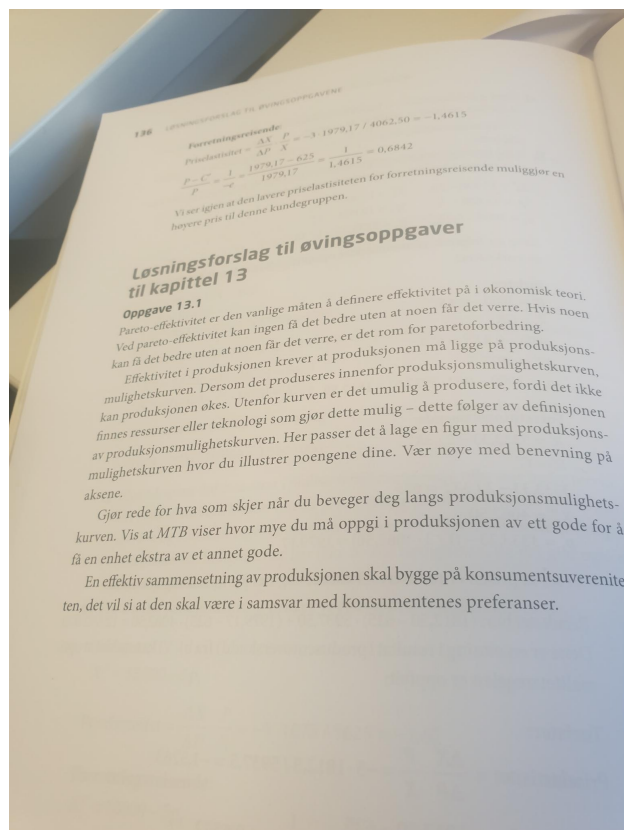 136 LØSNINGSFORSLAG TIL ØVINGSOPPGAVENE
Forretningsreisende:
Priselastisitet = ΔX/ΔP · P/X = −3 · 1979,17 / 4062,50 = −1,4615
P − C'/P = 1/−e = 1979,17 − 625/1979,17 = 1/1,4615 = 0,6842
Vi ser igjen at den lavere priselastisiteten for forretningsreisende muliggjør en
høyere pris til denne kundegruppen.
Løsningsforslag til øvingsoppgaver
til kapittel 13
Oppgave 13.1
Pareto-effektivitet er den vanlige måten å definere effektivitet på i økonomisk teori.
Ved pareto-effektivitet kan ingen få det bedre uten at noen får det verre. Hvis noen
kan få det bedre uten at noen får det verre, er det rom for paretoforbedring.
Effektivitet i produksjonen krever at produksjonen må ligge på produksjons-
mulighetskurven. Dersom det produseres innenfor produksjonsmulighetskurven,
kan produksjonen økes. Utenfor kurven er det umulig å produsere, fordi det ikke
finnes ressurser eller teknologi som gjør dette mulig – dette følger av definisjonen
av produksjonsmulighetskurven. Her passer det å lage en figur med produksjons-
mulighetskurven hvor du illustrer poengene dine. Vær nøye med benevning på
aksene.
Gjør rede for hva som skjer når du beveger deg langs produksjonsmulighets-
kurven. Vis at MTB viser hvor mye du må oppgi i produksjonen av ett gode for å
få en enhet ekstra av et annet gode.
En effektiv sammensetning av produksjonen skal bygge på konsumentsuverenite
ten, det vil si at den skal være i samsvar med konsumentenes preferanser.